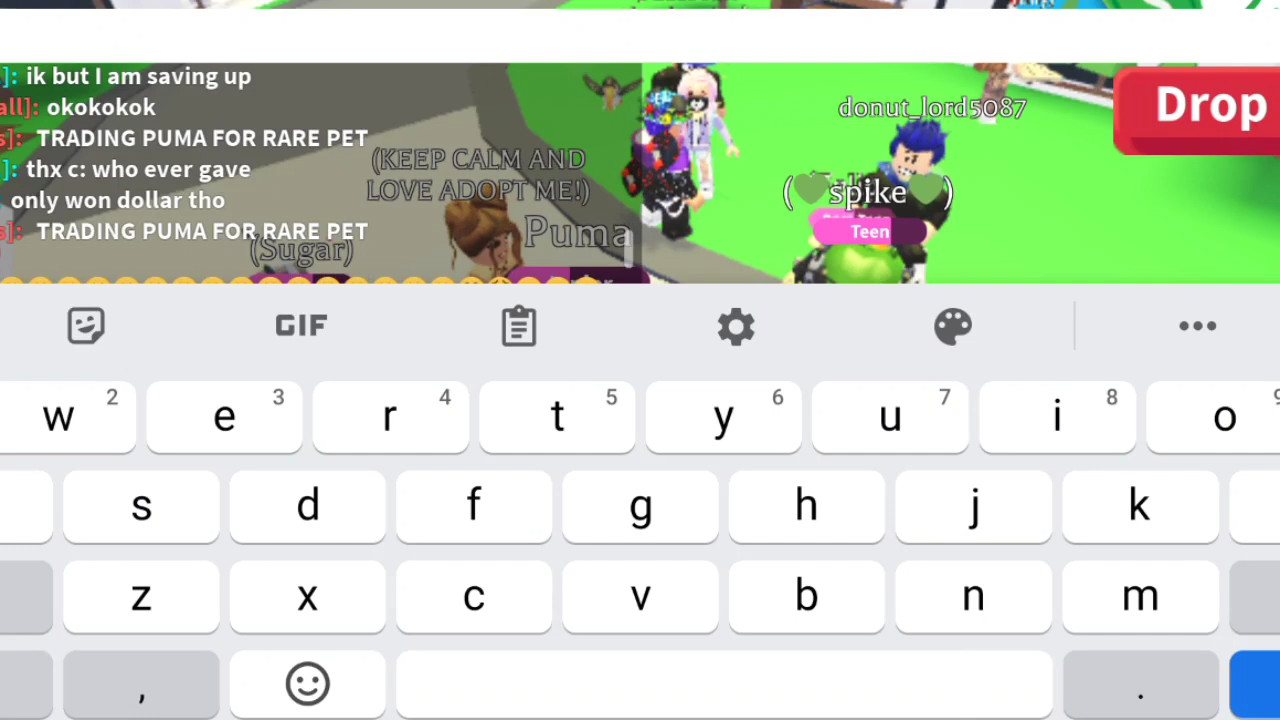 ]: ik but I am saving up
all]: okokokok
s]: TRADING PUMA FOR RARE PET
]: thx c: who ever gave
only won dollar tho
s]: TRADING PUMA FOR RARE PET
(KEEP CALM AND
LOVE ADOPT ME!)
Puma
(Sugar)
donut_lord5087
(💚spike💚)
Teen
Drop
GIF
w 2 e 3 r 4 t 5 y 6 u 7 i 8 o 9
s d f g h j k
z x c v b n m
, .